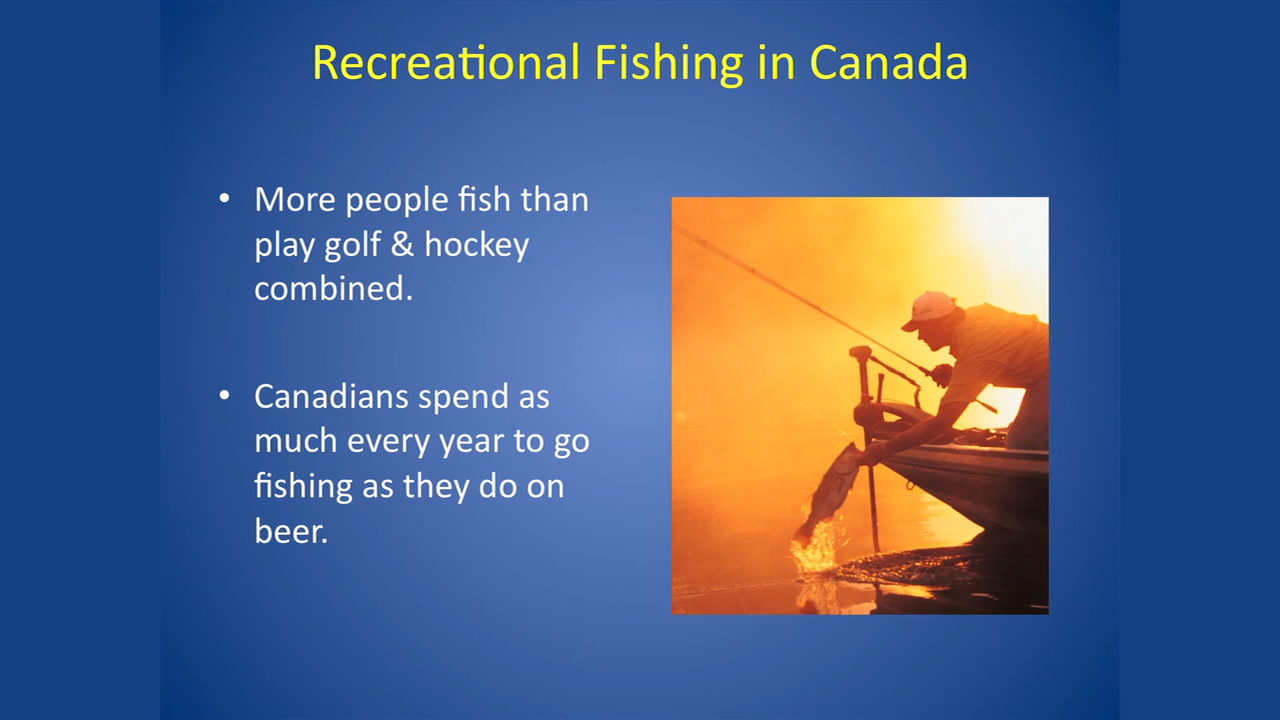 Recreational Fishing in Canada
• More people fish than
play golf & hockey
combined.
• Canadians spend as
much every year to go
fishing as they do on
beer.